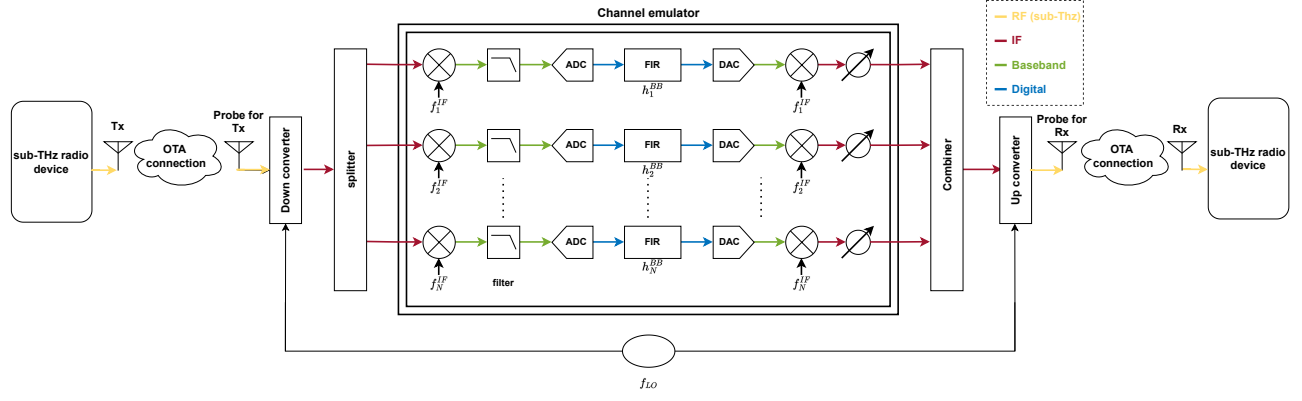 Channel emulator
RF (sub-Thz)
IF
Baseband
Digital
sub-THz radio
device
Tx
OTA
connection
Probe for
Tx
Down converter
splitter
ADC
FIR
DAC
$f_1^{IF}$
$h_1^{BB}$
$f_1^{IF}$
ADC
FIR
DAC
$f_2^{IF}$
$h_2^{BB}$
$f_2^{IF}$
ADC
FIR
DAC
$f_N^{IF}$
filter
$h_N^{BB}$
$f_N^{IF}$
Combiner
Up converter
Probe for
Rx
OTA
connection
Rx
sub-THz radio
device
$f_{LO}$